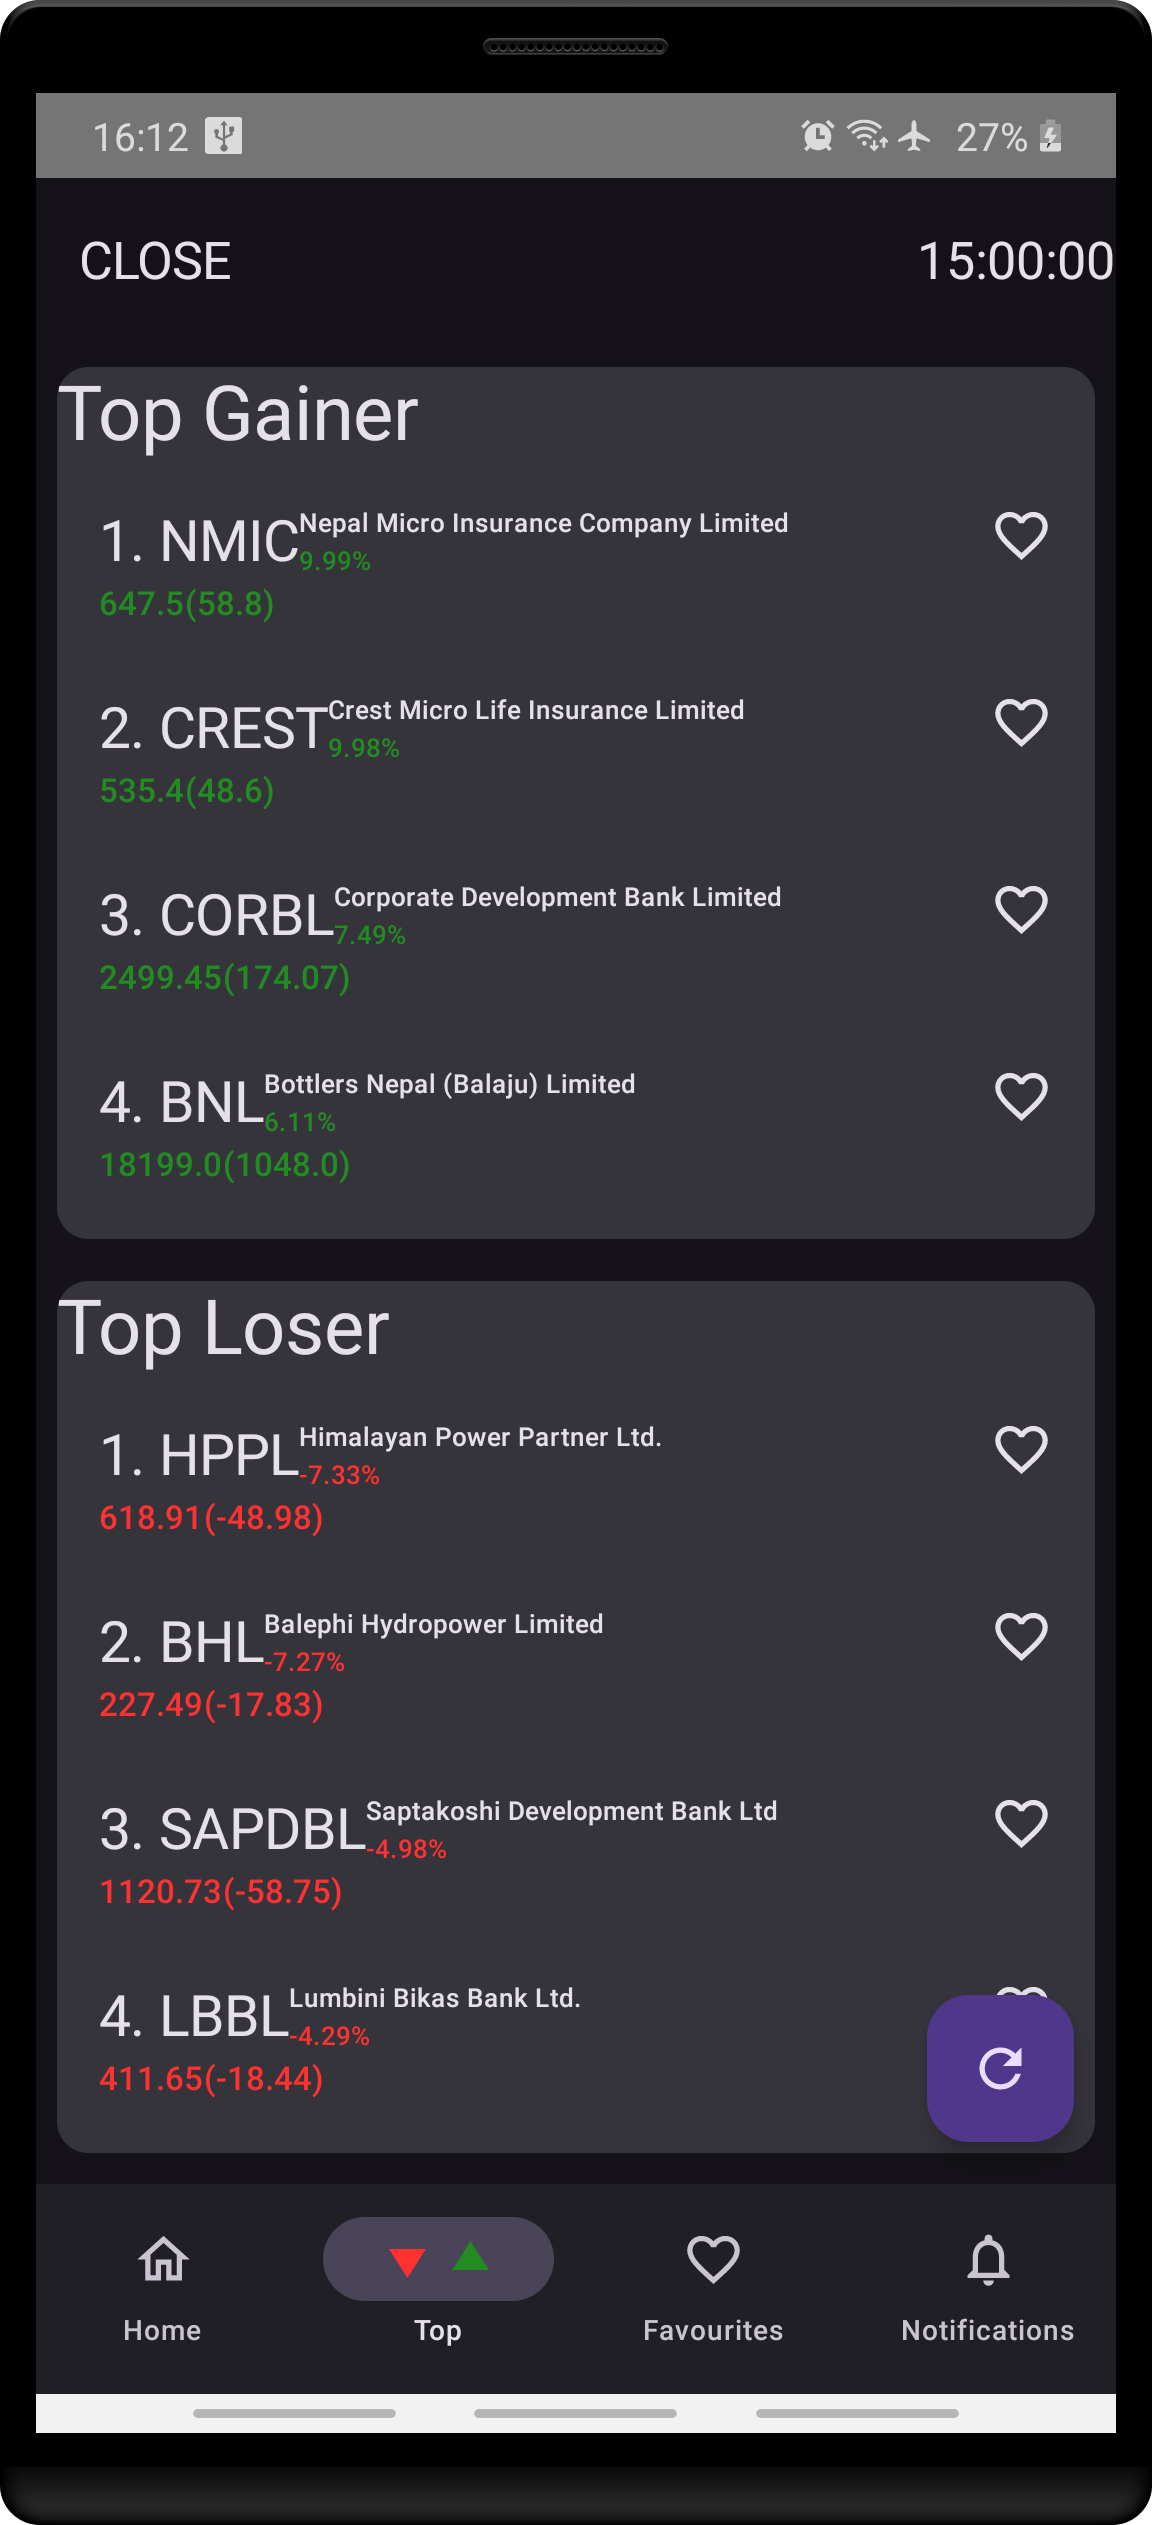 16:12 27%
CLOSE 15:00:00
Top Gainer
1. NMIC Nepal Micro Insurance Company Limited
9.99%
647.5(58.8)
2. CREST Crest Micro Life Insurance Limited
9.98%
535.4(48.6)
3. CORBL Corporate Development Bank Limited
7.49%
2499.45(174.07)
4. BNL Bottlers Nepal (Balaju) Limited
6.11%
18199.0(1048.0)
Top Loser
1. HPPL Himalayan Power Partner Ltd.
-7.33%
618.91(-48.98)
2. BHL Balephi Hydropower Limited
-7.27%
227.49(-17.83)
3. SAPDBL Saptakoshi Development Bank Ltd
-4.98%
1120.73(-58.75)
4. LBBL Lumbini Bikas Bank Ltd.
-4.29%
411.65(-18.44)
Home Top Favourites Notifications